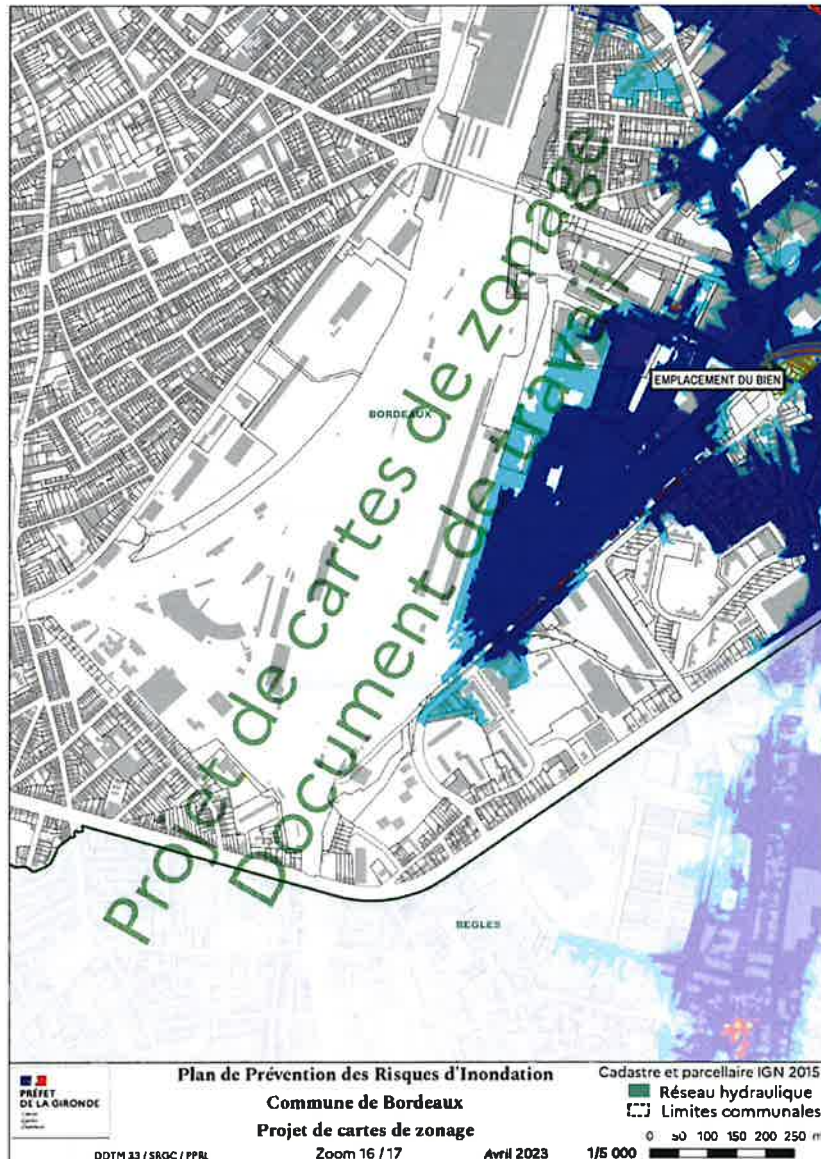 EMPLACEMENT DU BIEN
BORDEAUX
Projet de cartes de zonage
Document de travail
BEGLES
PRÉFET
DE LA GIRONDE
Plan de Prévention des Risques d'Inondation
Commune de Bordeaux
Projet de cartes de zonage
DDTM 33 / SRGC / PPRL
Zoom 16 / 17
Avril 2023
1/5 000
Cadastre et parcellaire IGN 2015
Réseau hydraulique
Limites communales
0 50 100 150 200 250 m